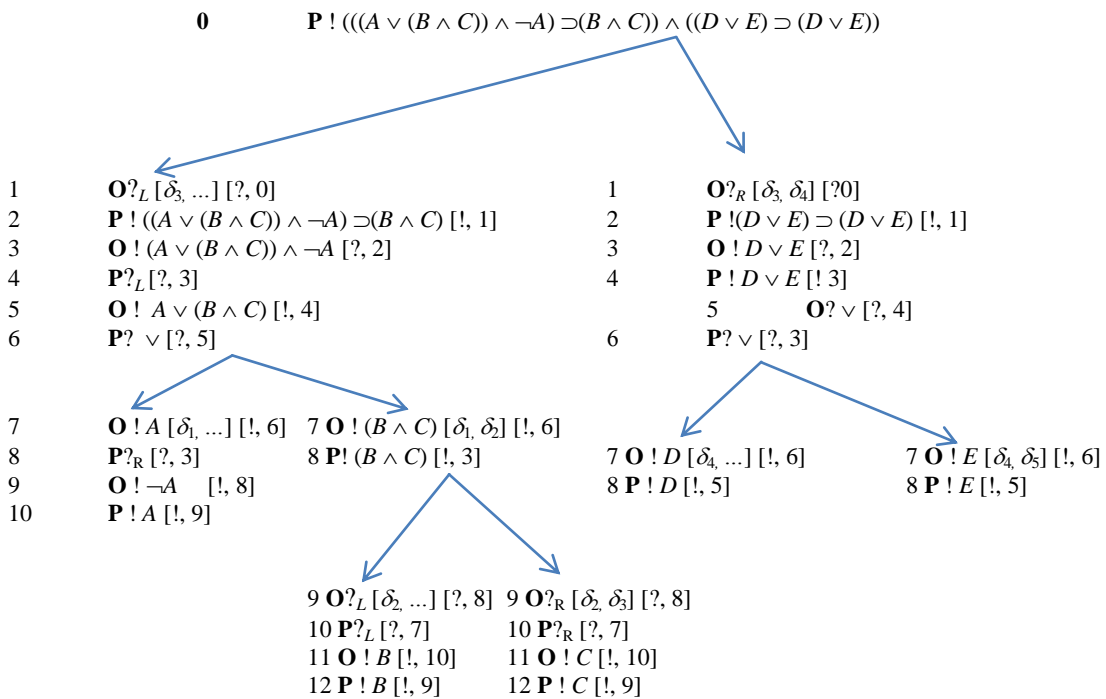 0 P ! (((A ∨ (B ∧ C)) ∧ ¬A) ⊃(B ∧ C)) ∧ ((D ∨ E) ⊃ (D ∨ E))
1 O?L [δ3, ...] [?, 0]
2 P ! ((A ∨ (B ∧ C)) ∧ ¬A) ⊃(B ∧ C) [!, 1]
3 O ! (A ∨ (B ∧ C)) ∧ ¬A [?, 2]
4 P?L [?, 3]
5 O ! A ∨ (B ∧ C) [!, 4]
6 P? ∨ [?, 5]
1 O?R [δ3, δ4] [?0]
2 P !(D ∨ E) ⊃ (D ∨ E) [!, 1]
3 O ! D ∨ E [?, 2]
4 P ! D ∨ E [! 3]
5 O? ∨ [?, 4]
6 P? ∨ [?, 3]
7 O ! A [δ1, ...] [!, 6]
8 P?R [?, 3]
9 O ! ¬A [!, 8]
10 P ! A [!, 9]
7 O ! (B ∧ C) [δ1, δ2] [!, 6]
8 P! (B ∧ C) [!, 3]
9 O?L [δ2, ...] [?, 8]
10 P?L [?, 7]
11 O ! B [!, 10]
12 P ! B [!, 9]
9 O?R [δ2, δ3] [?, 8]
10 P?R [?, 7]
11 O ! C [!, 10]
12 P ! C [!, 9]
7 O ! D [δ4, ...] [!, 6]
8 P ! D [!, 5]
7 O ! E [δ4, δ5] [!, 6]
8 P ! E [!, 5]